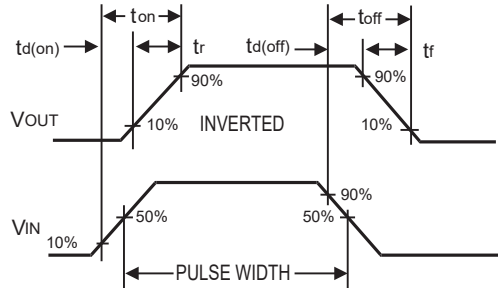 ton toff
td(on) tr td(off) tf
90% 90%
VOUT 10% INVERTED 10%
90%
VIN 50% 50%
10%
PULSE WIDTH